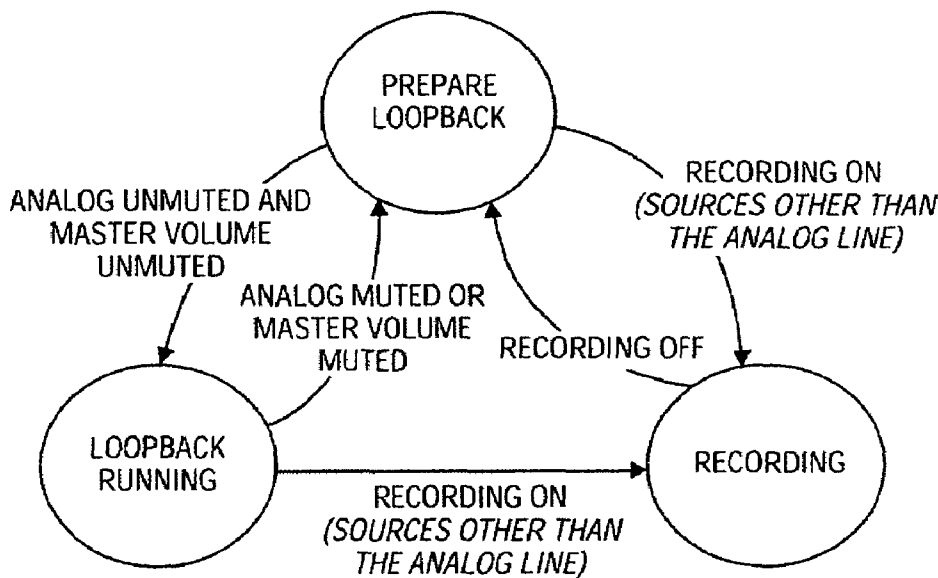 PREPARE
LOOPBACK
ANALOG UNMUTED AND
MASTER VOLUME
UNMUTED
RECORDING ON
(SOURCES OTHER THAN
THE ANALOG LINE)
ANALOG MUTED OR
MASTER VOLUME
MUTED
RECORDING OFF
LOOPBACK
RUNNING
RECORDING
RECORDING ON
(SOURCES OTHER THAN
THE ANALOG LINE)